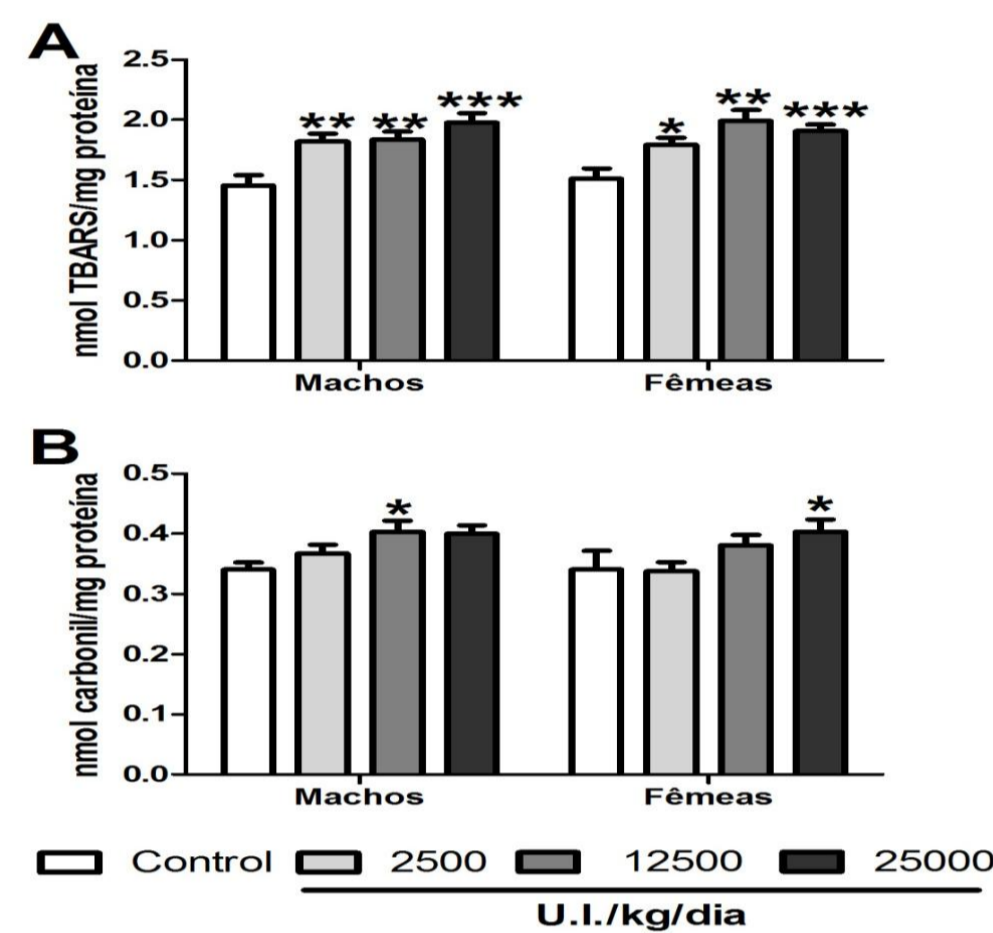 A
nmol TBARS/mg proteína
2.5
2.0
1.5
1.0
0.5
0.0
** ** *** * ** ***
Machos Fêmeas
B
nmol carbonil/mg proteína
0.5
0.4
0.3
0.2
0.1
0.0
* *
Machos Fêmeas
Control 2500 12500 25000
U.I./kg/dia